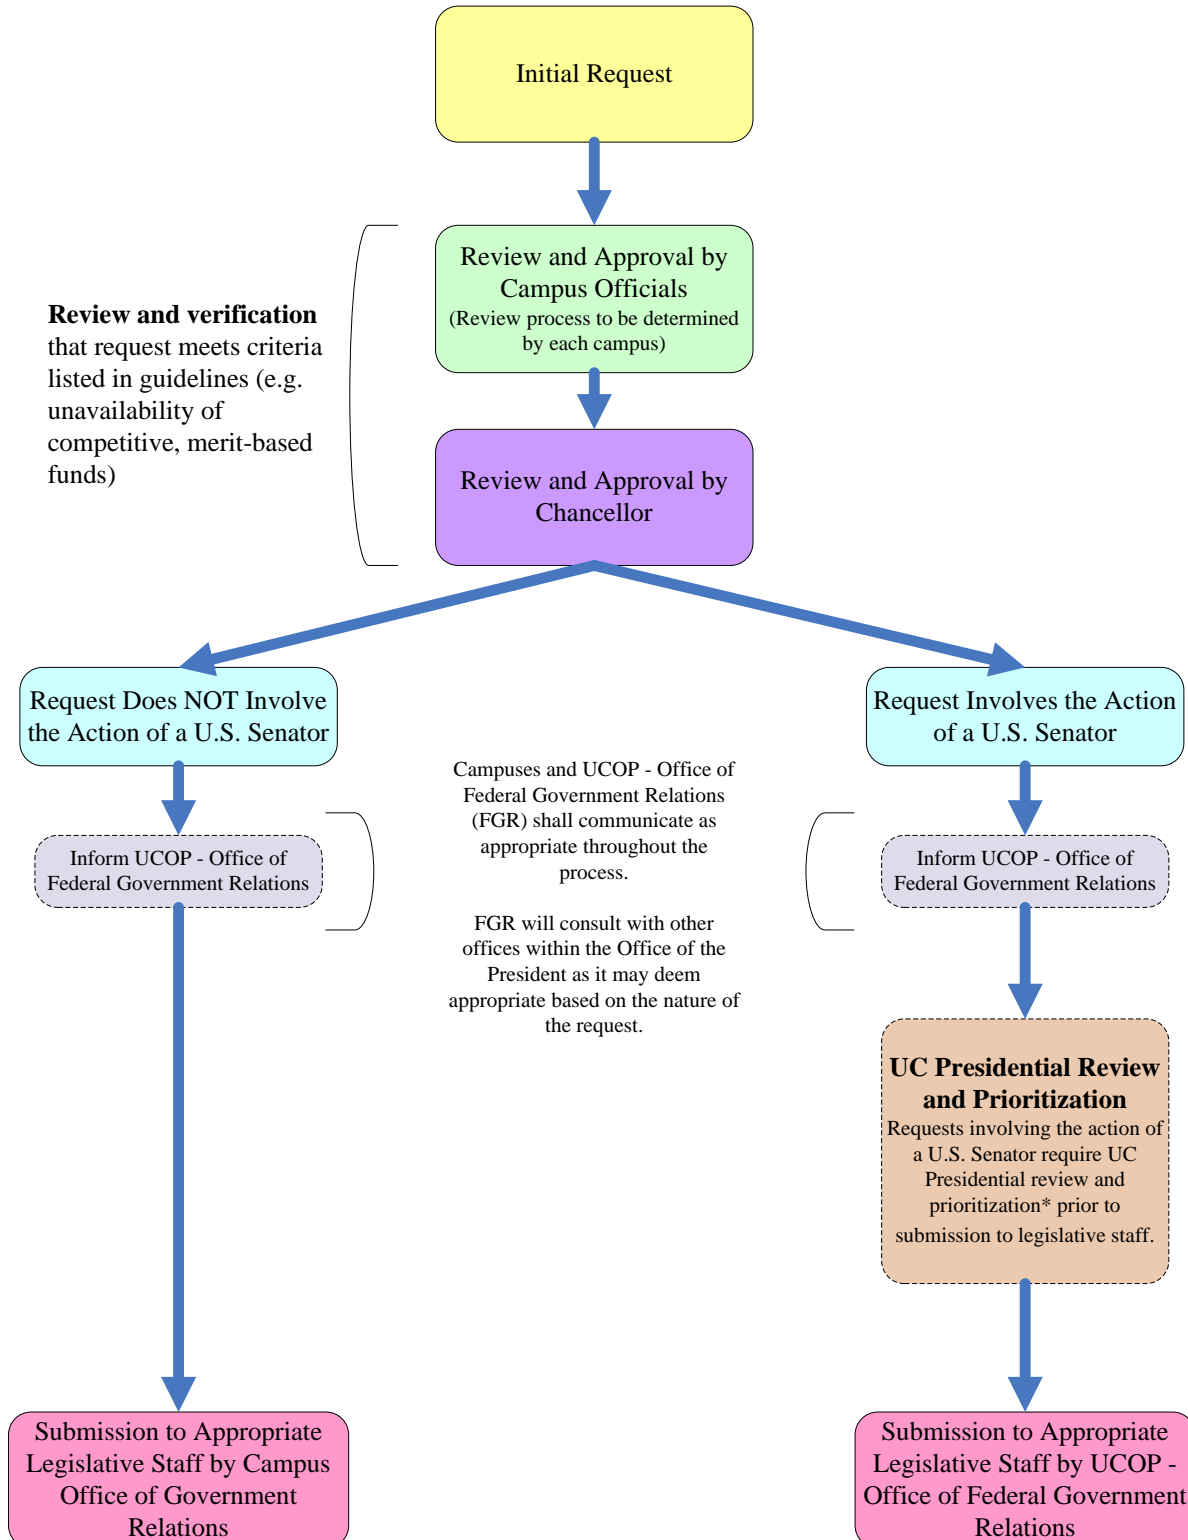 Initial Request
Review and Approval by
Campus Officials
(Review process to be determined
by each campus)
Review and verification
that request meets criteria
listed in guidelines (e.g.
unavailability of
competitive, merit-based
funds)
Review and Approval by
Chancellor
Request Does NOT Involve
the Action of a U.S. Senator
Request Involves the Action
of a U.S. Senator
Campuses and UCOP - Office of
Federal Government Relations
(FGR) shall communicate as
appropriate throughout the
process.
FGR will consult with other
offices within the Office of the
President as it may deem
appropriate based on the nature of
the request.
Inform UCOP - Office of
Federal Government Relations
Inform UCOP - Office of
Federal Government Relations
UC Presidential Review
and Prioritization
Requests involving the action of
a U.S. Senator require UC
Presidential review and
prioritization* prior to
submission to legislative staff.
Submission to Appropriate
Legislative Staff by Campus
Office of Government
Relations
Submission to Appropriate
Legislative Staff by UCOP -
Office of Federal Government
Relations